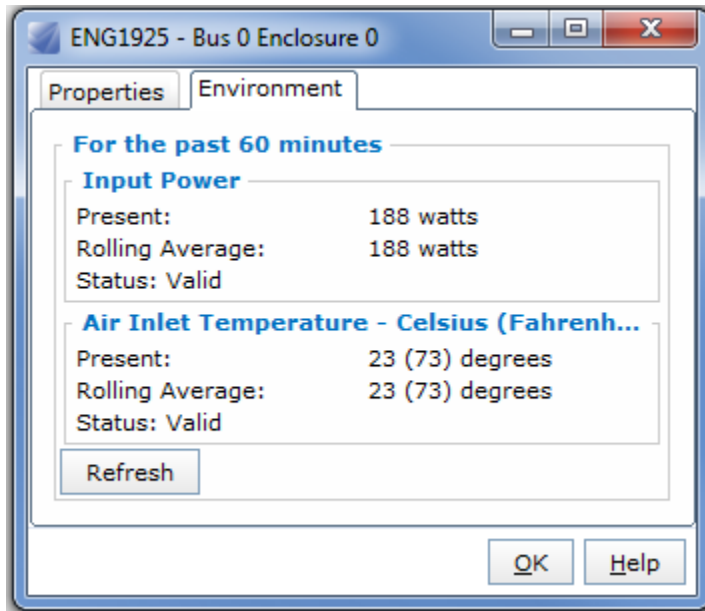 ENG1925 - Bus 0 Enclosure 0
Properties Environment
For the past 60 minutes
Input Power
Present: 188 watts
Rolling Average: 188 watts
Status: Valid
Air Inlet Temperature - Celsius (Fahrenh...
Present: 23 (73) degrees
Rolling Average: 23 (73) degrees
Status: Valid
Refresh
OK Help